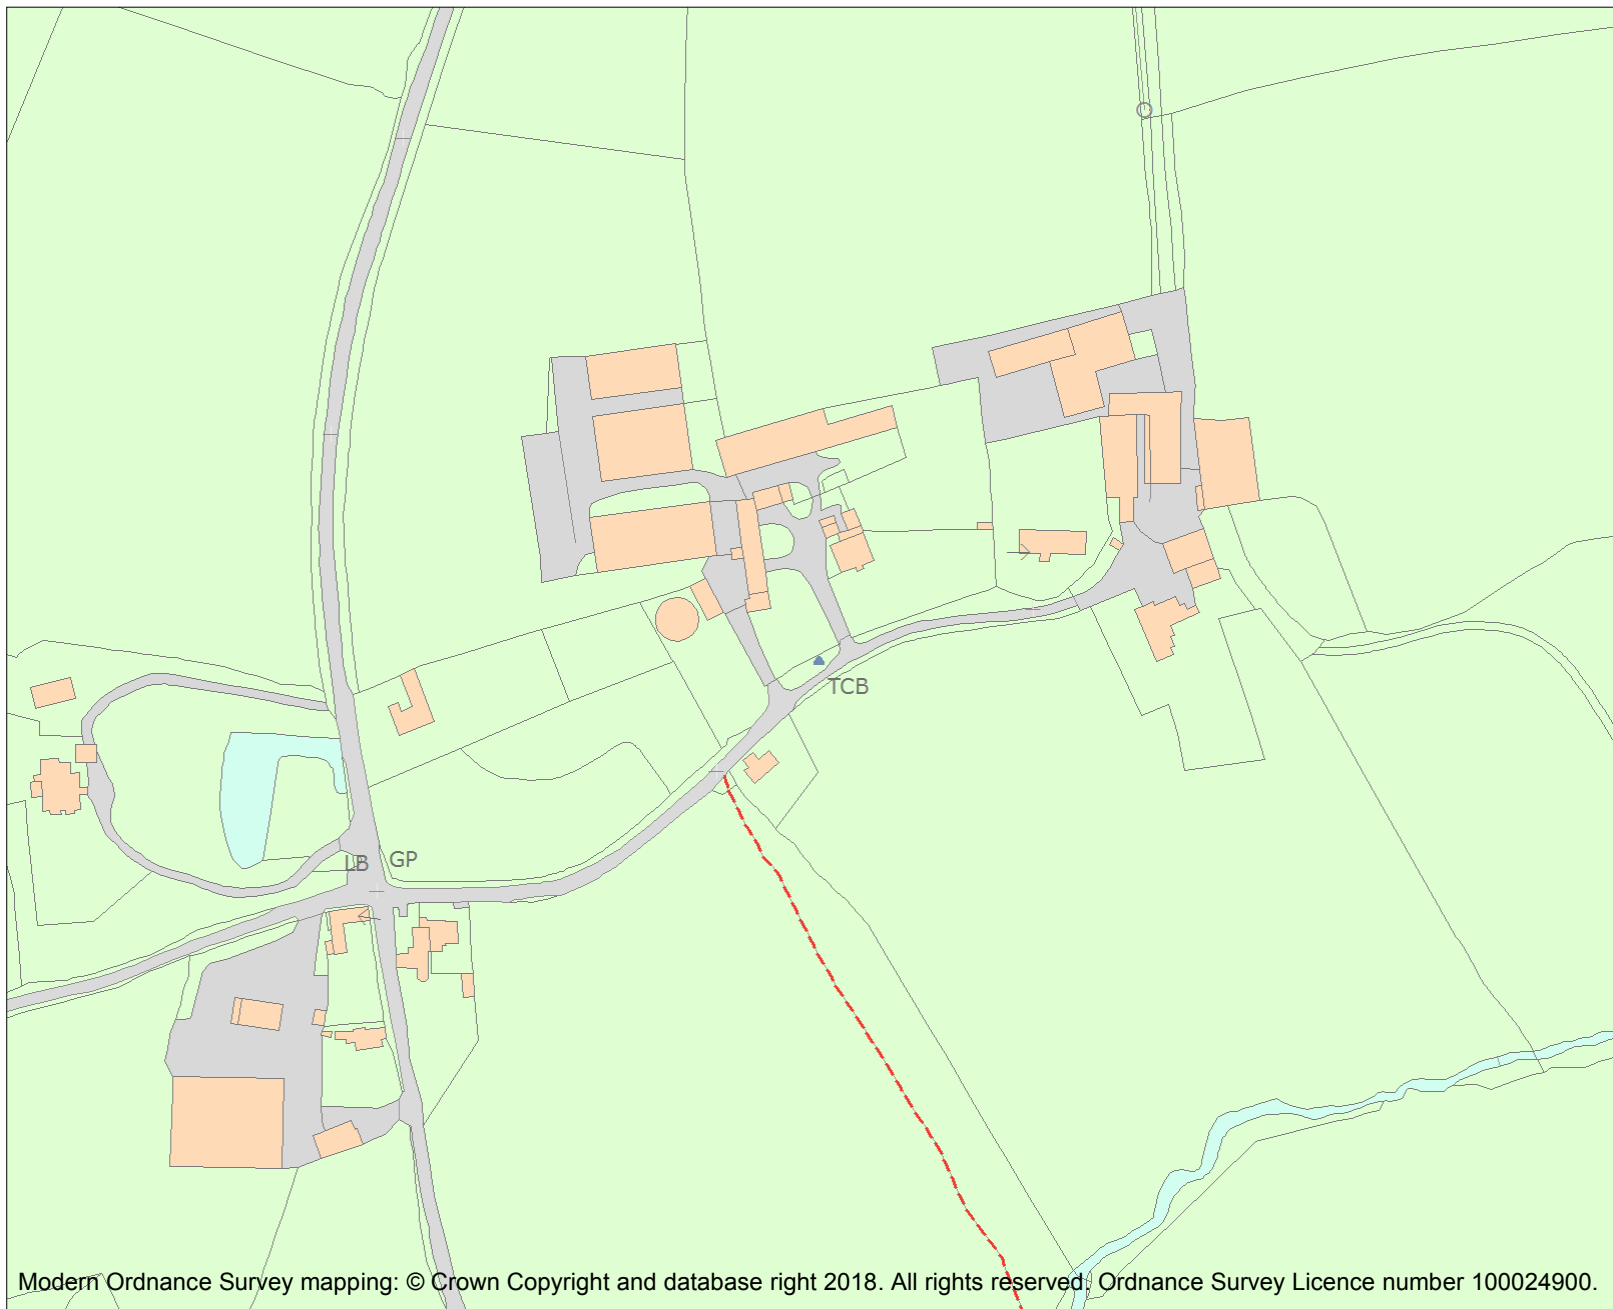 TCB
LB GP
Modern Ordnance Survey mapping: © Crown Copyright and database right 2018. All rights reserved. Ordnance Survey Licence number 100024900.